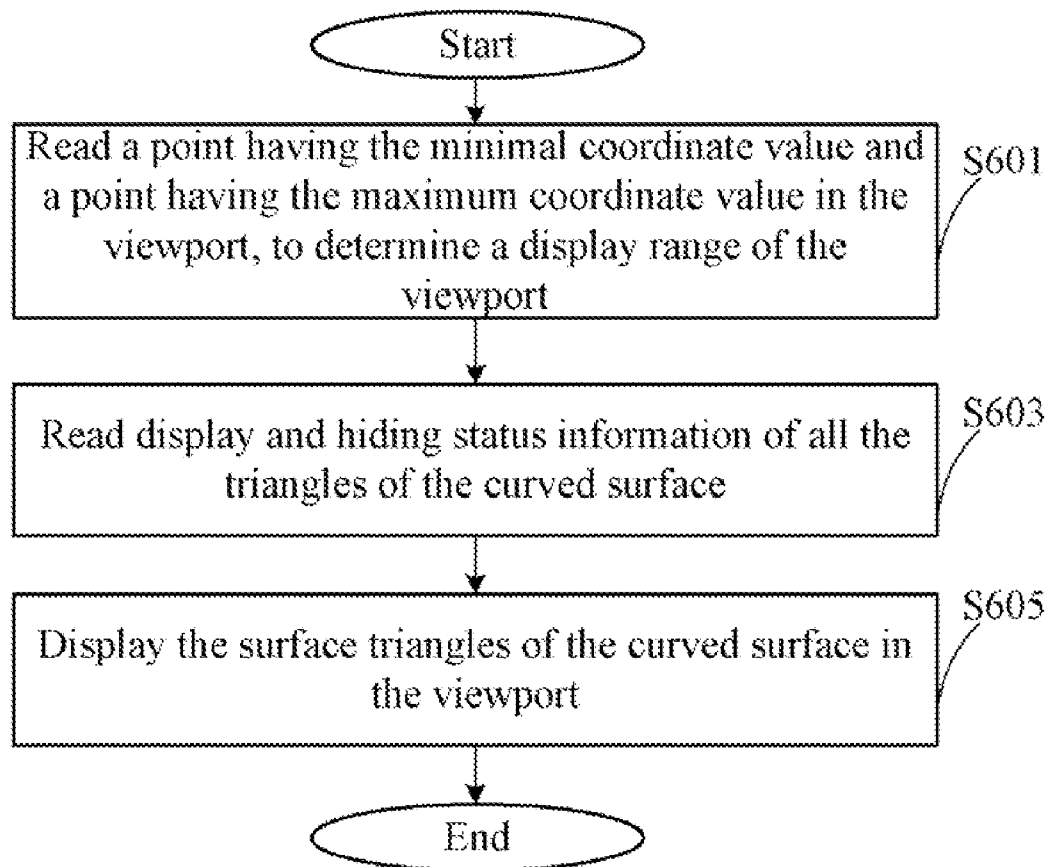 Start
Read a point having the minimal coordinate value and
a point having the maximum coordinate value in the
viewport, to determine a display range of the
viewport
S601
Read display and hiding status information of all the
triangles of the curved surface
S603
Display the surface triangles of the curved surface in
the viewport
S605
End